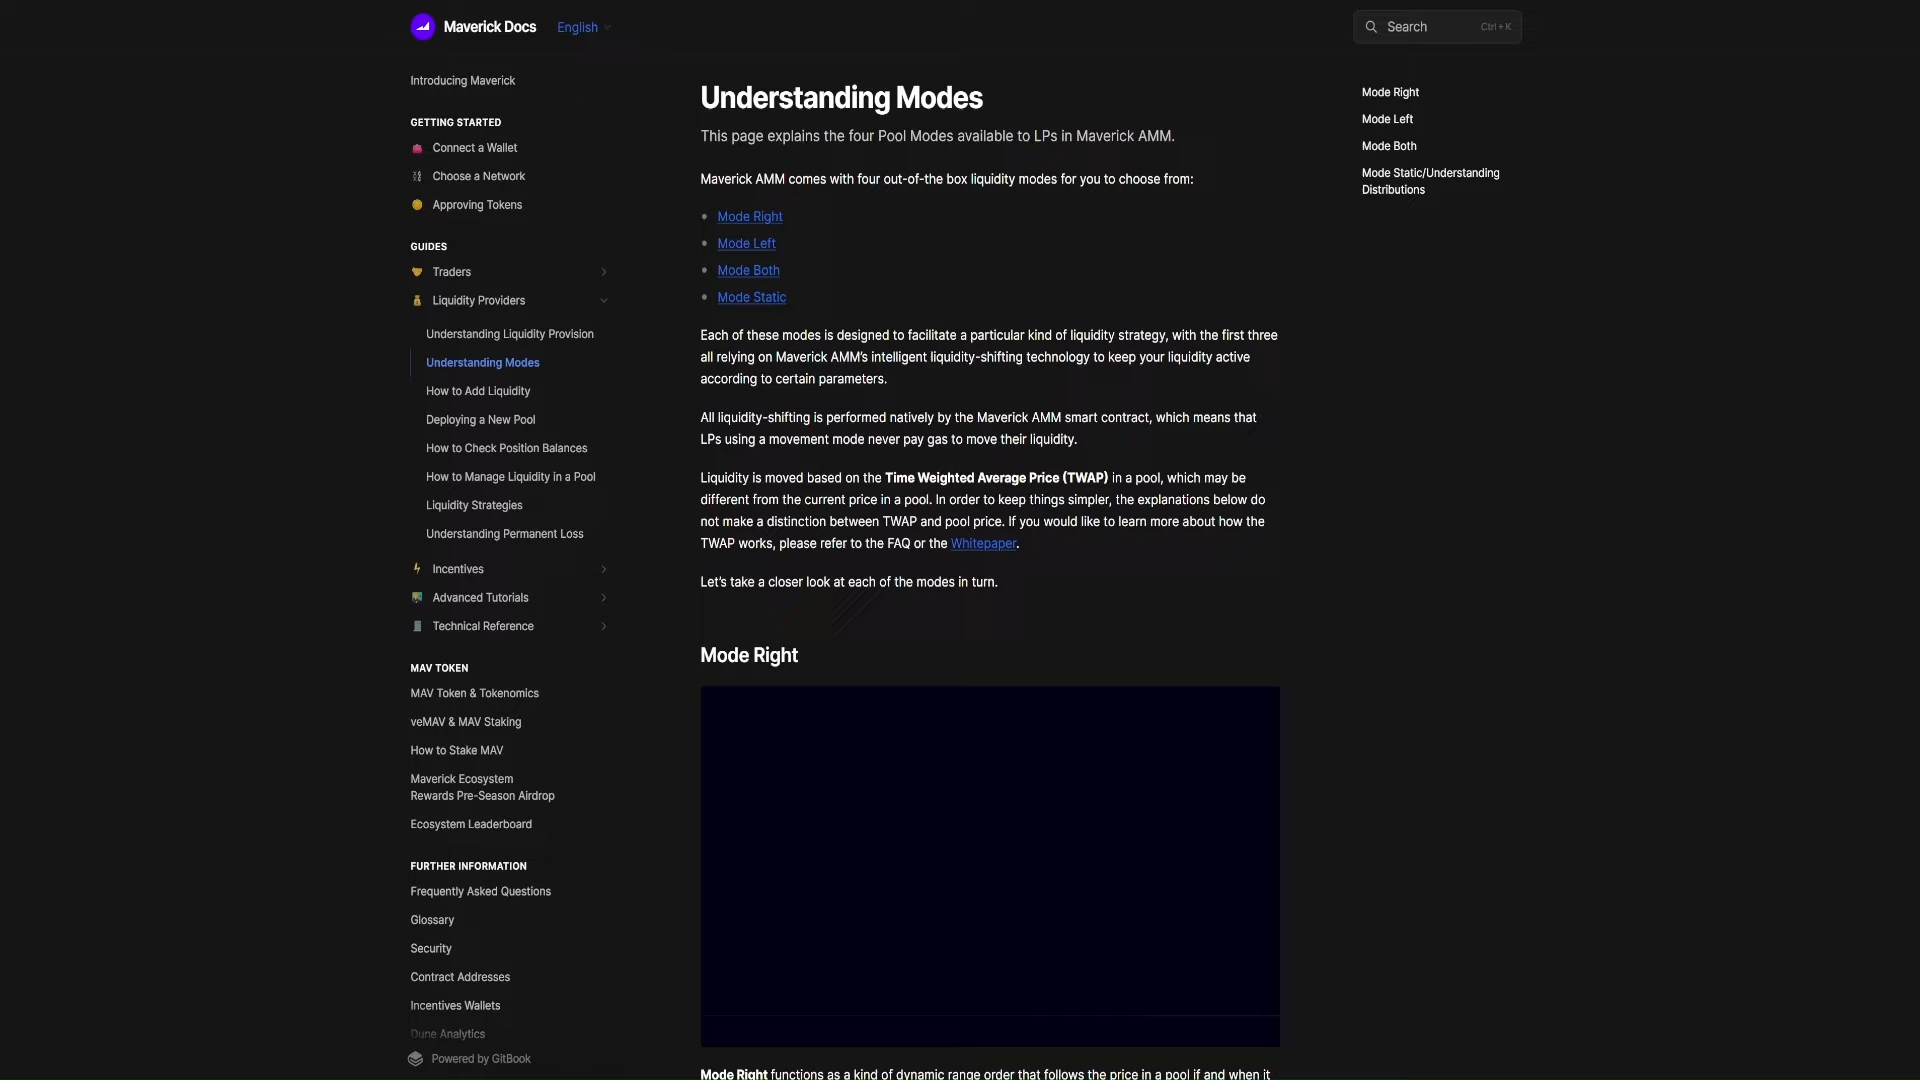 Maverick Docs
English
Search
Ctrl + K
Introducing Maverick
GETTING STARTED
Connect a Wallet
Choose a Network
Approving Tokens
GUIDES
Traders
Liquidity Providers
Understanding Liquidity Provision
Understanding Modes
How to Add Liquidity
Deploying a New Pool
How to Check Position Balances
How to Manage Liquidity in a Pool
Liquidity Strategies
Understanding Permanent Loss
Incentives
Advanced Tutorials
Technical Reference
MAV TOKEN
MAV Token & Tokenomics
veMAV & MAV Staking
How to Stake MAV
Maverick Ecosystem
Rewards Pre-Season Airdrop
Ecosystem Leaderboard
FURTHER INFORMATION
Frequently Asked Questions
Glossary
Security
Contract Addresses
Incentives Wallets
Dune Analytics
Powered by GitBook
Understanding Modes
This page explains the four Pool Modes available to LPs in Maverick AMM.
Maverick AMM comes with four out-of-the box liquidity modes for you to choose from:
Mode Right
Mode Left
Mode Both
Mode Static
Each of these modes is designed to facilitate a particular kind of liquidity strategy, with the first three
all relying on Maverick AMM's intelligent liquidity-shifting technology to keep your liquidity active
according to certain parameters.
All liquidity-shifting is performed natively by the Maverick AMM smart contract, which means that
LPs using a movement mode never pay gas to move their liquidity.
Liquidity is moved based on the Time Weighted Average Price (TWAP) in a pool, which may be
different from the current price in a pool. In order to keep things simpler, the explanations below do
not make a distinction between TWAP and pool price. If you would like to learn more about how the
TWAP works, please refer to the FAQ or the Whitepaper.
Let's take a closer look at each of the modes in turn.
Mode Right
Mode Right functions as a kind of dynamic range order that follows the price in a pool if and when it
Mode Right
Mode Left
Mode Both
Mode Static/Understanding
Distributions